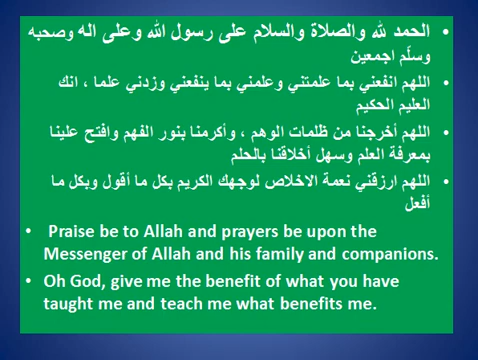 • الحمد لله والصلاة والسلام على رسول الله وعلى اله وصحبه
وسلّم اجمعين
• اللهم انفعني بما علمتني وعلمني بما ينفعني وزدني علما ، انك
العليم الحكيم
• اللهم أخرجنا من ظلمات الوهم ، وأكرمنا بنور الفهم وافتح علينا
بمعرفة العلم وسهل أخلاقنا بالحلم
• اللهم ارزقني نعمة الاخلاص لوجهك الكريم بكل ما أقول وبكل ما
أفعل
• Praise be to Allah and prayers be upon the
Messenger of Allah and his family and companions.
• Oh God, give me the benefit of what you have
taught me and teach me what benefits me.